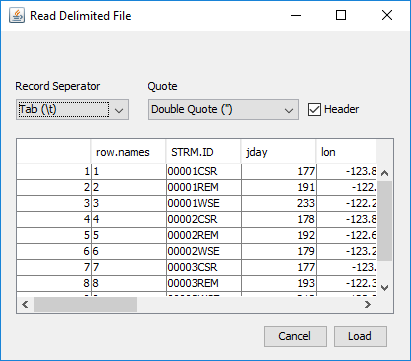 Read Delimited File
Record Seperator Quote
Tab (\t) Double Quote (") Header
row.names STRM.ID jday lon
1 1 00001CSR 177 -123.8
2 2 00001REM 191 -122.
3 3 00001WSE 233 -122.2
4 4 00002CSR 178 -123.8
5 5 00002REM 192 -122.6
6 6 00002WSE 179 -123.2
7 7 00003CSR 177 -123.
8 8 00003REM 193 -122.3
Cancel Load